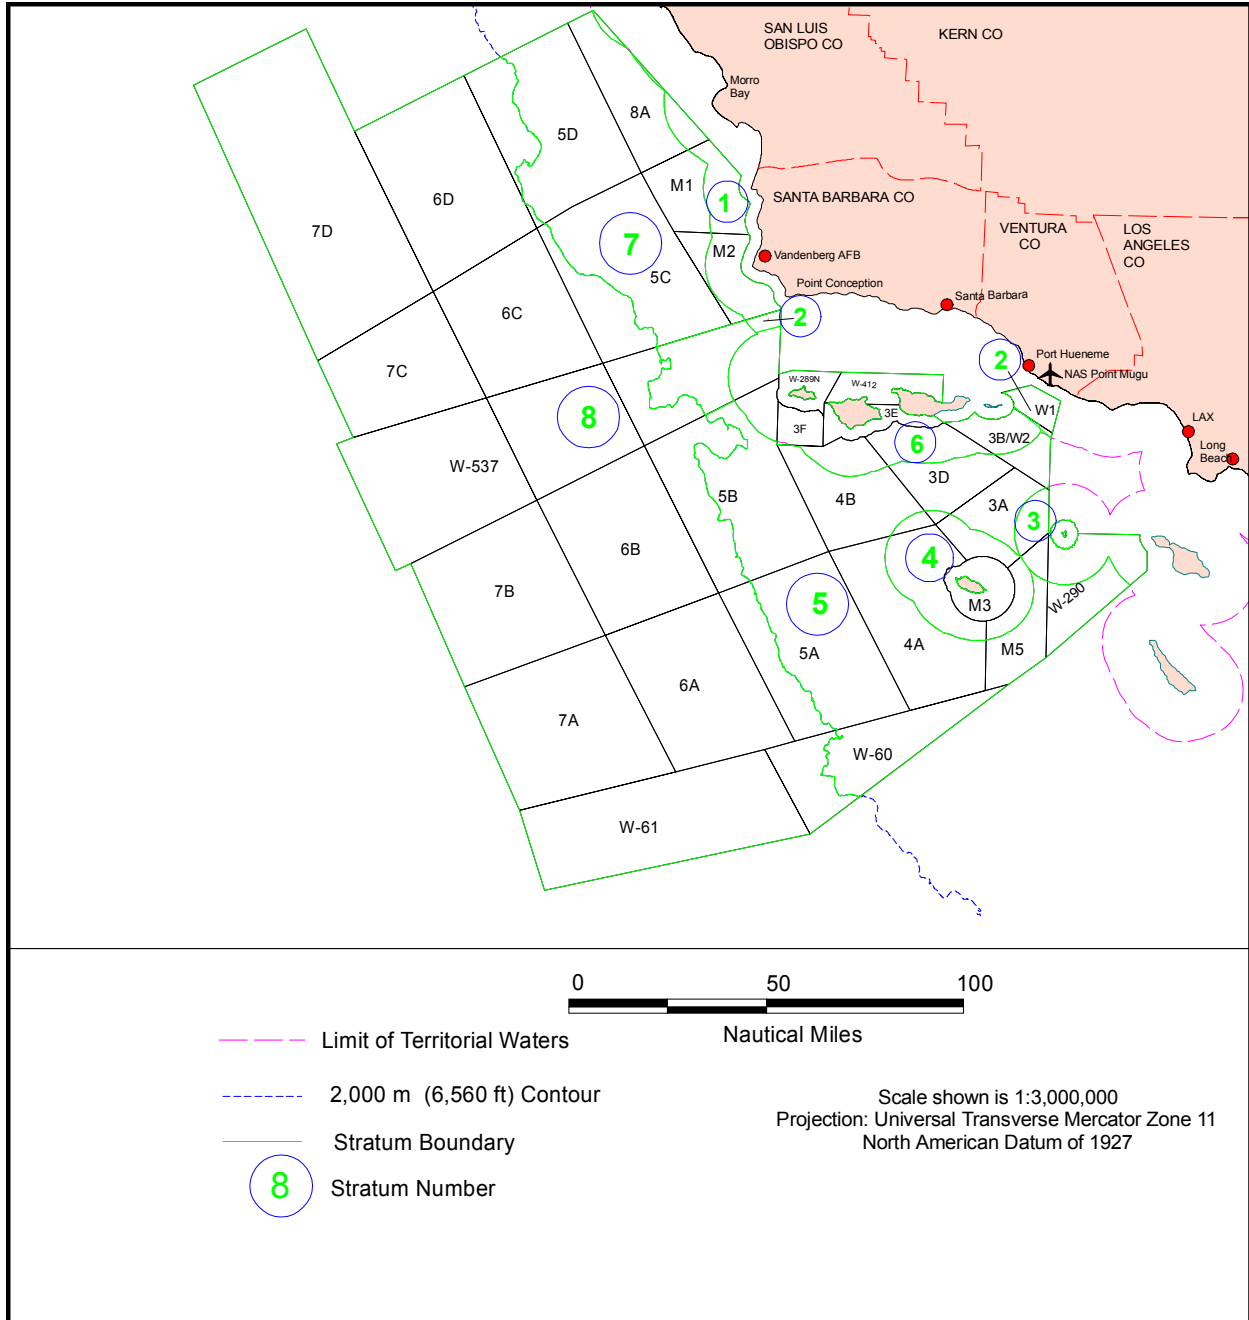 SAN LUIS
OBISPO CO
KERN CO
Morro
Bay
8A
5D
M1
1
SANTA BARBARA CO
6D
7D
VENTURA
CO
LOS
ANGELES
CO
7
M2
Vandenberg AFB
5C
Point Conception
Santa Barbara
6C
2
2
Port Hueneme
NAS Point Mugu
7C
W-289N
W-412
8
3E
W1
LAX
3F
6
3B/W2
Long
Beach
W-537
3D
5B
4B
3A
3
6B
4
7B
5
M3
W-290
5A
4A
M5
6A
7A
W-60
W-61
0
50
100
Nautical Miles
Limit of Territorial Waters
2,000 m (6,560 ft) Contour
Stratum Boundary
8
Stratum Number
Scale shown is 1:3,000,000
Projection: Universal Transverse Mercator Zone 11
North American Datum of 1927